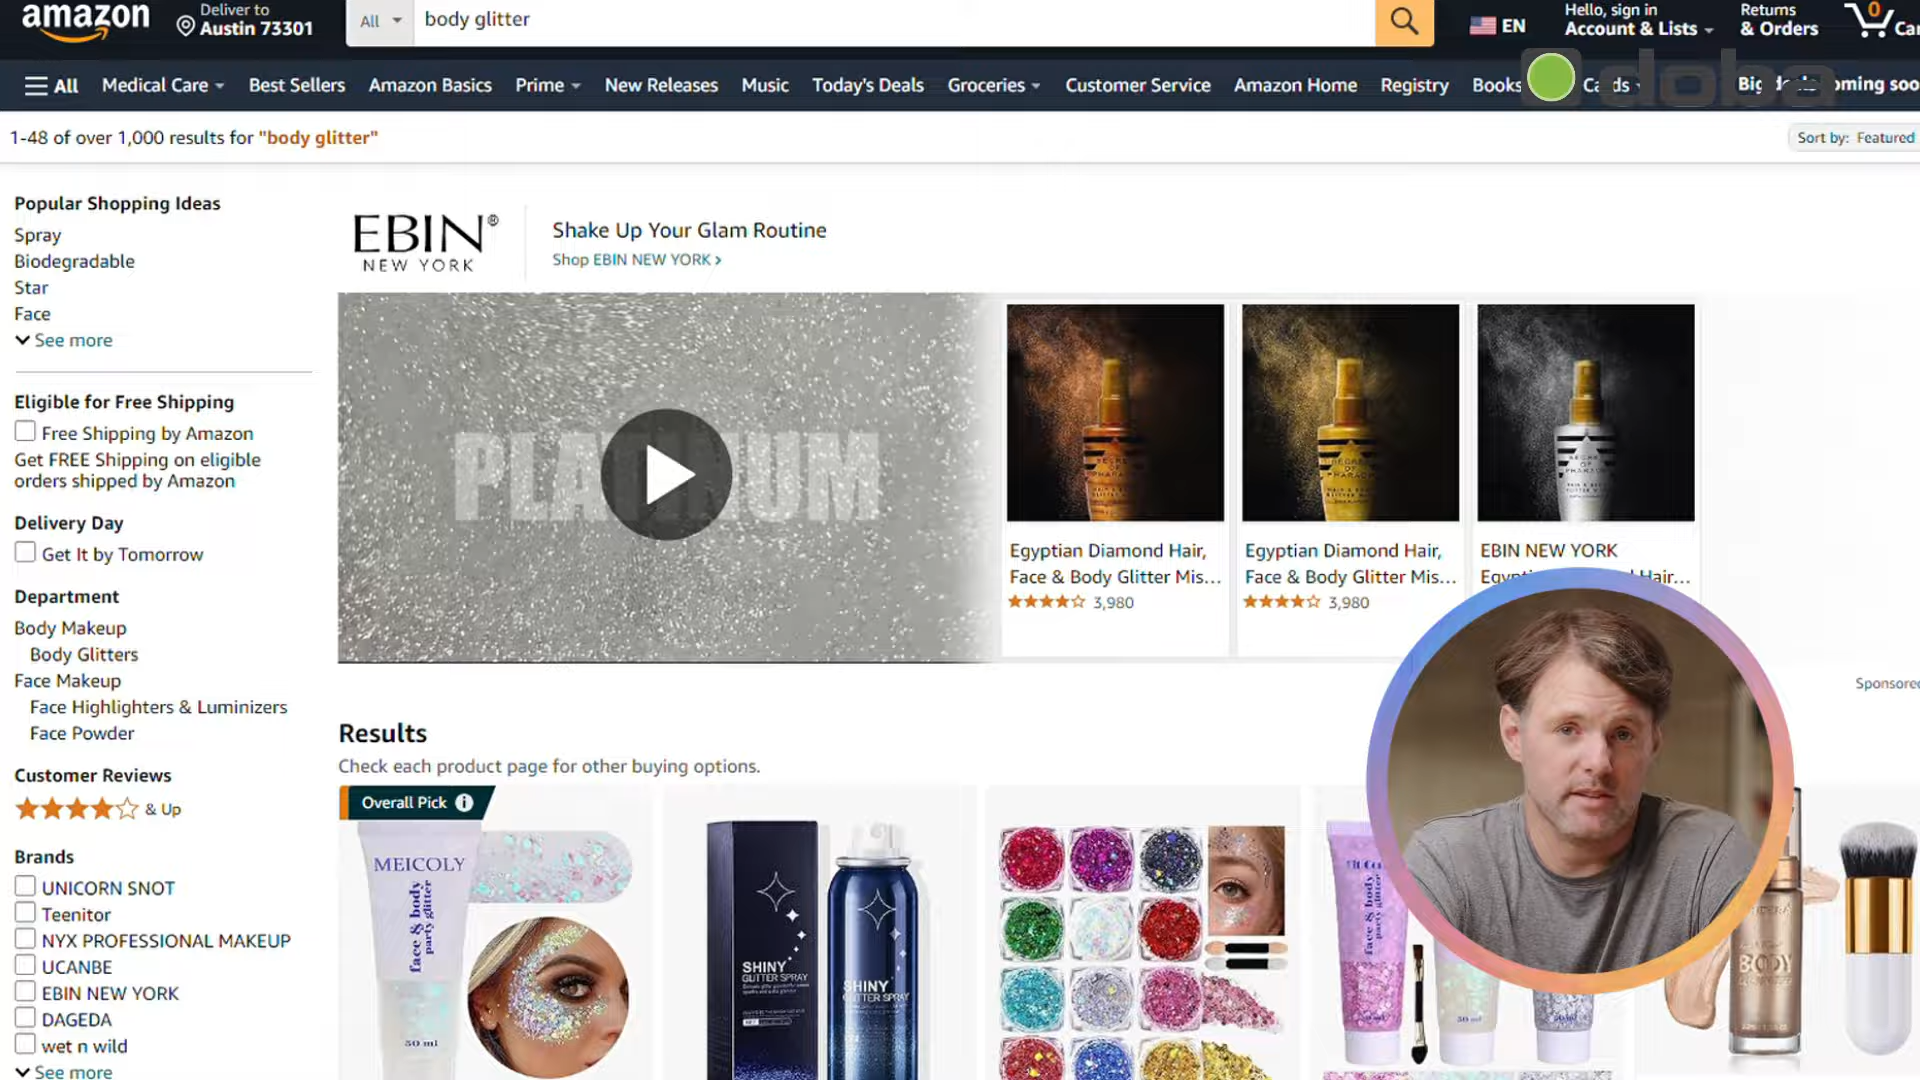 amazon
Deliver to
Austin 73301
All
body glitter
EN
Hello, sign in
Account & Lists
Returns
& Orders
0
All
Medical Care
Best Sellers
Amazon Basics
Prime
New Releases
Music
Today's Deals
Groceries
Customer Service
Amazon Home
Registry
Books
doba
1-48 of over 1,000 results for "body glitter"
Sort by: Featured
Popular Shopping Ideas
Spray
Biodegradable
Star
Face
See more
Eligible for Free Shipping
Free Shipping by Amazon
Get FREE Shipping on eligible
orders shipped by Amazon
Delivery Day
Get It by Tomorrow
Department
Body Makeup
Body Glitters
Face Makeup
Face Highlighters & Luminizers
Face Powder
Customer Reviews
& Up
Brands
UNICORN SNOT
Teenitor
NYX PROFESSIONAL MAKEUP
UCANBE
EBIN NEW YORK
DAGEDA
wet n wild
See more
EBIN®
NEW YORK
Shake Up Your Glam Routine
Shop EBIN NEW YORK ›
PLATINUM
Egyptian Diamond Hair,
Face & Body Glitter Mis...
3,980
Egyptian Diamond Hair,
Face & Body Glitter Mis...
3,980
EBIN NEW YORK
Hair...
Sponsored
Results
Check each product page for other buying options.
Overall Pick
MEICOLY
face & body
party glitter
50 ml
SHINY
GLITTER SPRAY
SHINY
GLITTER SPRAY
face & body
party glitter
BODY